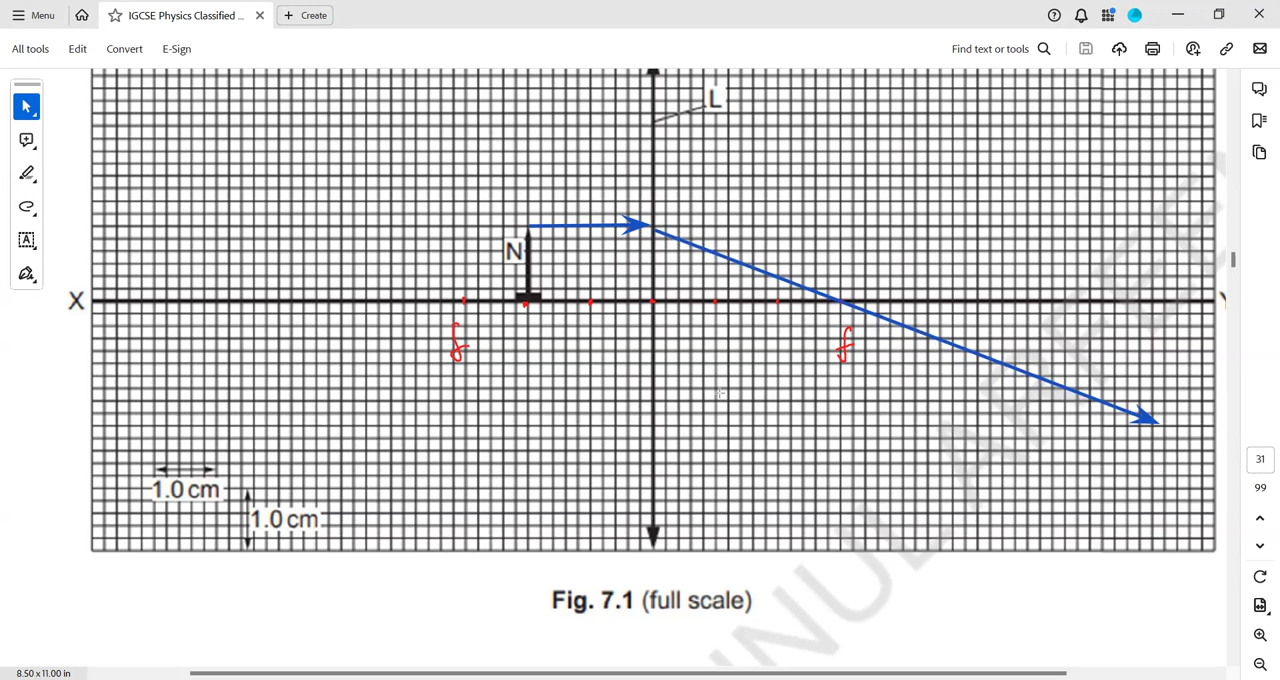 Menu
IGCSE Physics Classified ...
Create
All tools
Edit
Convert
E-Sign
Find text or tools
L
N
X
f
f
1.0 cm
1.0 cm
31
99
Fig. 7.1 (full scale)
8.50 x 11.00 in